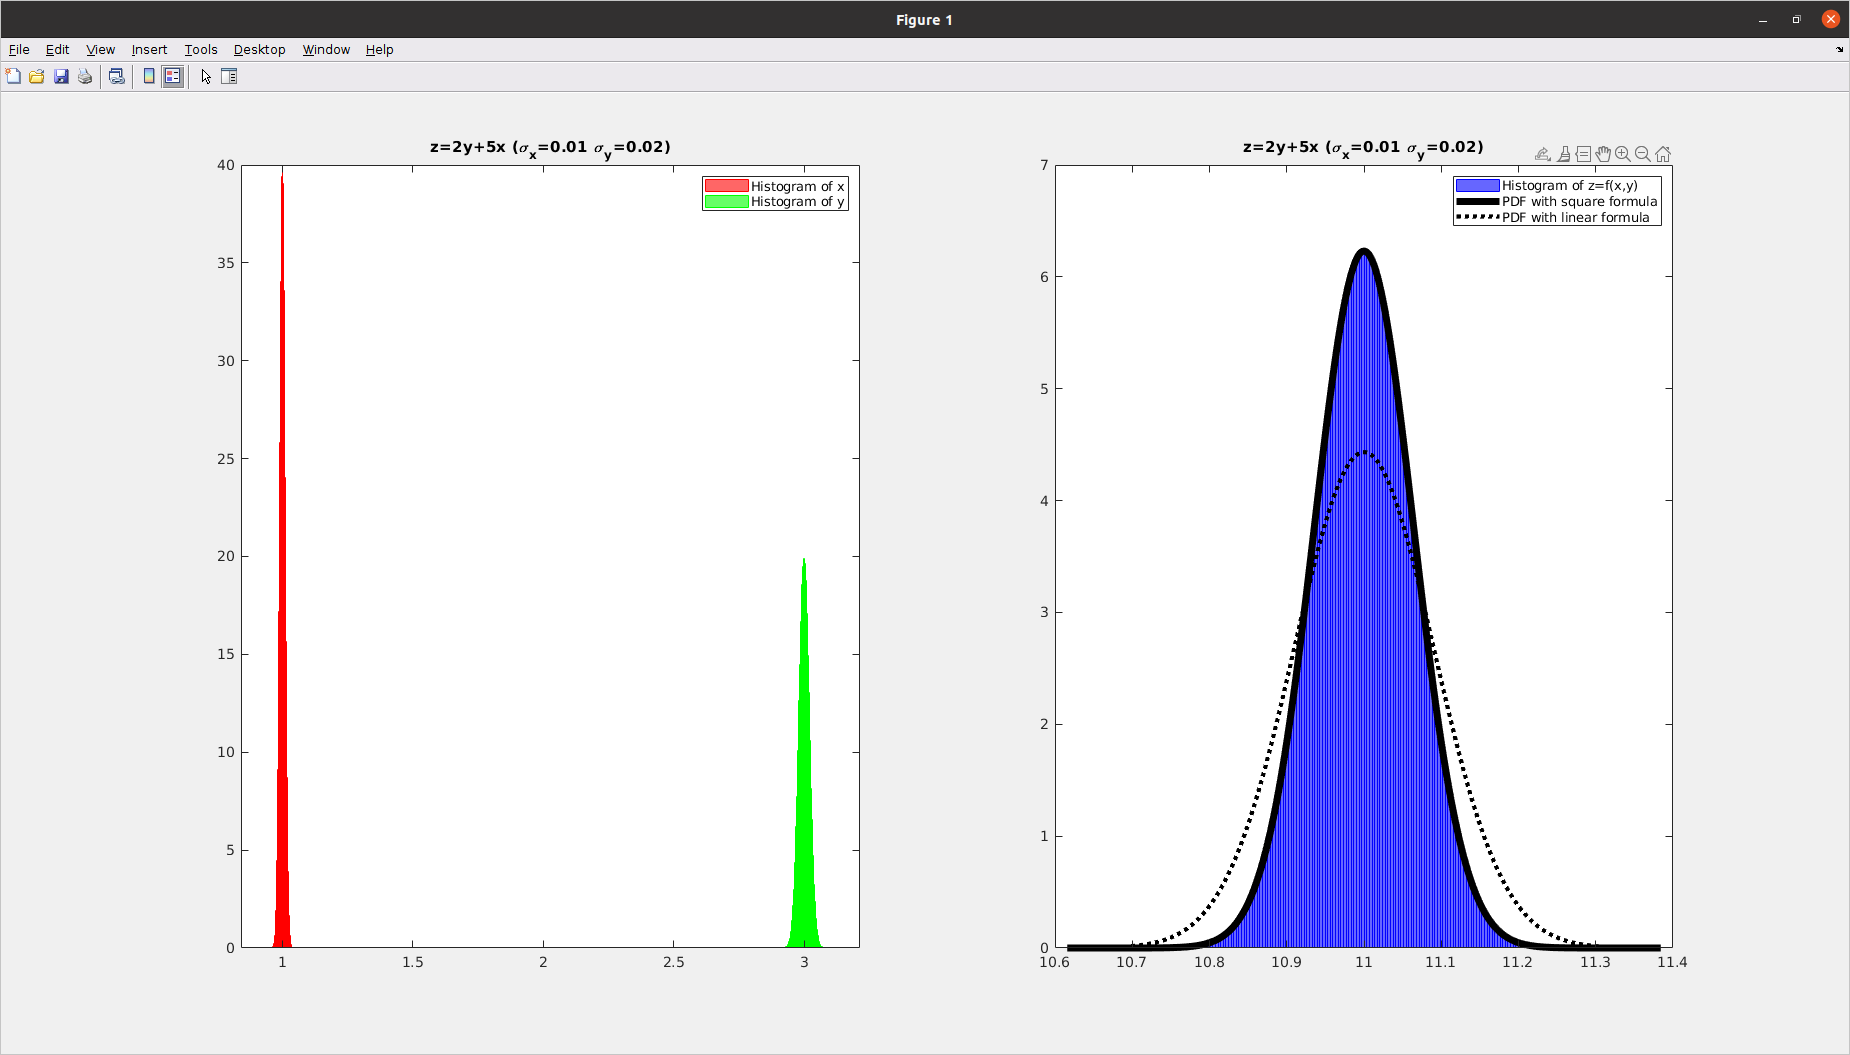 Figure 1
File Edit View Insert Tools Desktop Window Help
z=2y+5x (σx=0.01 σy=0.02)
40
35
30
25
20
15
10
5
0
1 1.5 2 2.5 3
Histogram of x
Histogram of y
z=2y+5x (σx=0.01 σy=0.02)
7
6
5
4
3
2
1
0
10.6 10.7 10.8 10.9 11 11.1 11.2 11.3 11.4
Histogram of z=f(x,y)
PDF with square formula
PDF with linear formula